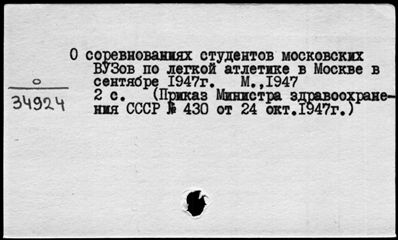 О соревнованиях студентов московских
ВУЗов по легкой атлетике в Москве в
сентябре 1947г. М.,1947
2 с. (Приказ Министра здравоохране-
ния СССР № 430 от 24 окт.1947г.)
О
34924